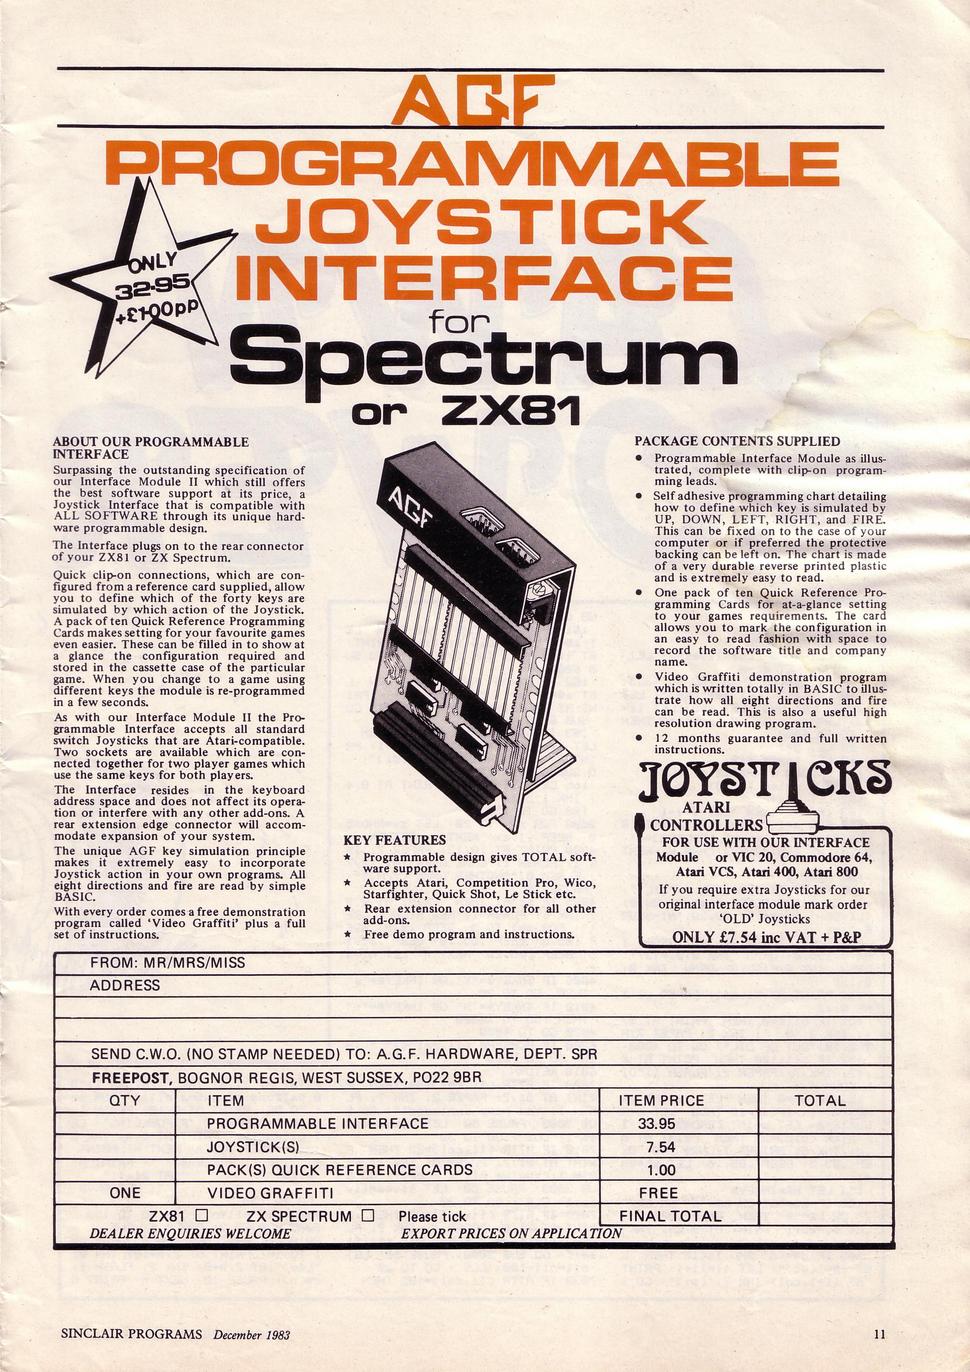 AGF
PROGRAMMABLE
JOYSTICK
INTERFACE
for
Spectrum
or ZX81
ONLY
32·95
+£1·00pp
ABOUT OUR PROGRAMMABLE
INTERFACE
Surpassing the outstanding specification of
our Interface Module II which still offers
the best software support at its price, a
Joystick Interface that is compatible with
ALL SOFTWARE through its unique hard-
ware programmable design.
The Interface plugs on to the rear connector
of your ZX81 or ZX Spectrum.
Quick clip-on connections, which are con-
figured from a reference card supplied, allow
you to define which of the forty keys are
simulated by which action of the Joystick.
A pack of ten Quick Reference Programming
Cards makes setting for your favourite games
even easier. These can be filled in to show at
a glance the configuration required and
stored in the cassette case of the particular
game. When you change to a game using
different keys the module is re-programmed
in a few seconds.
As with our Interface Module II the Pro-
grammable Interface accepts all standard
switch Joysticks that are Atari-compatible.
Two sockets are available which are con-
nected together for two player games which
use the same keys for both players.
The Interface resides in the keyboard
address space and does not affect its opera-
tion or interfere with any other add-ons. A
rear extension edge connector will accom-
modate expansion of your system.
The unique AGF key simulation principle
makes it extremely easy to incorporate
Joystick action in your own programs. All
eight directions and fire are read by simple
BASIC.
With every order comes a free demonstration
program called 'Video Graffiti' plus a full
set of instructions.
AGF
KEY FEATURES
★ Programmable design gives TOTAL soft-
ware support.
★ Accepts Atari, Competition Pro, Wico,
Starfighter, Quick Shot, Le Stick etc.
★ Rear extension connector for all other
add-ons.
★ Free demo program and instructions.
PACKAGE CONTENTS SUPPLIED
● Programmable Interface Module as illus-
trated, complete with clip-on program-
ming leads.
● Self adhesive programming chart detailing
how to define which key is simulated by
UP, DOWN, LEFT, RIGHT, and FIRE.
This can be fixed on to the case of your
computer or if preferred the protective
backing can be left on. The chart is made
of a very durable reverse printed plastic
and is extremely easy to read.
● One pack of ten Quick Reference Pro-
gramming Cards for at-a-glance setting
to your games requirements. The card
allows you to mark the configuration in
an easy to read fashion with space to
record the software title and company
name.
● Video Graffiti demonstration program
which is written totally in BASIC to illus-
trate how all eight directions and fire
can be read. This is also a useful high
resolution drawing program.
● 12 months guarantee and full written
instructions.
JOYSTICKS
ATARI
CONTROLLERS
FOR USE WITH OUR INTERFACE
Module or VIC 20, Commodore 64,
Atari VCS, Atari 400, Atari 800
If you require extra Joysticks for our
original interface module mark order
'OLD' Joysticks
ONLY £7.54 inc VAT + P&P
FROM: MR/MRS/MISS
ADDRESS
SEND C.W.O. (NO STAMP NEEDED) TO: A.G.F. HARDWARE, DEPT. SPR
FREEPOST, BOGNOR REGIS, WEST SUSSEX, PO22 9BR
QTY ITEM ITEM PRICE TOTAL
PROGRAMMABLE INTERFACE 33.95
JOYSTICK(S) 7.54
PACK(S) QUICK REFERENCE CARDS 1.00
ONE VIDEO GRAFFITI FREE
ZX81 □ ZX SPECTRUM □ Please tick FINAL TOTAL
DEALER ENQUIRIES WELCOME EXPORT PRICES ON APPLICATION
SINCLAIR PROGRAMS December 1983 11